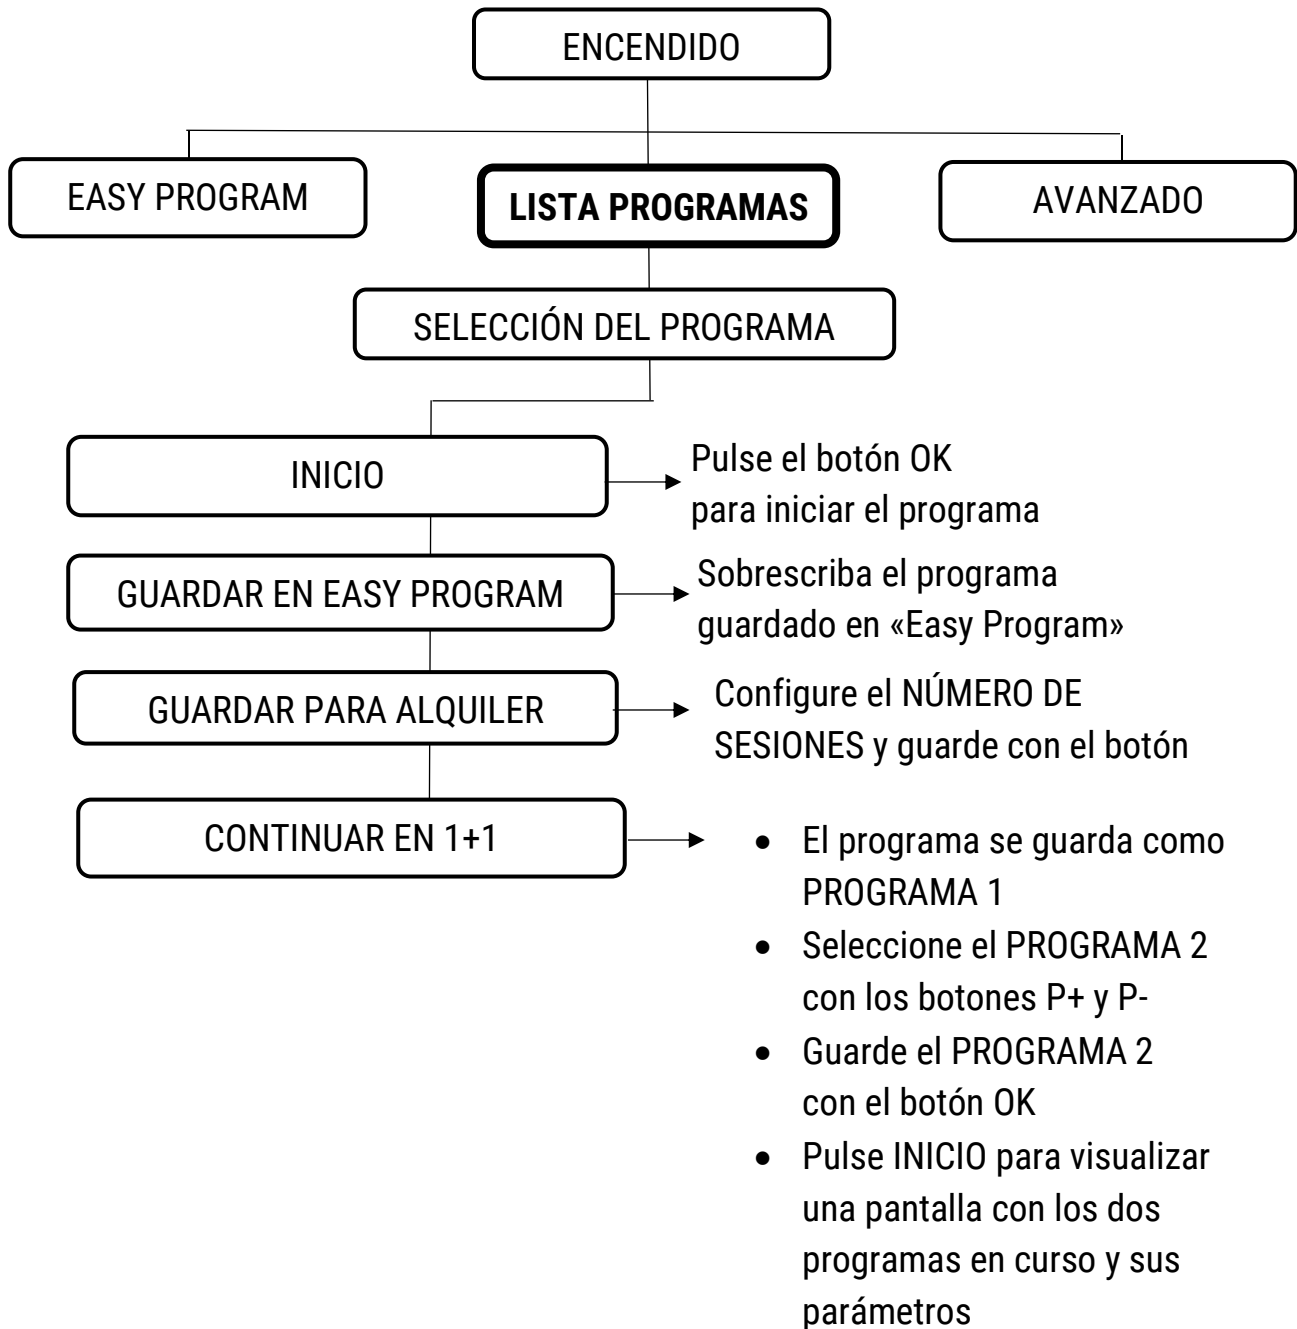 ENCENDIDO
EASY PROGRAM
LISTA PROGRAMAS
AVANZADO
SELECCIÓN DEL PROGRAMA
INICIO
Pulse el botón OK
para iniciar el programa
GUARDAR EN EASY PROGRAM
Sobrescriba el programa
guardado en «Easy Program»
GUARDAR PARA ALQUILER
Configure el NÚMERO DE
SESIONES y guarde con el botón
CONTINUAR EN 1+1
• El programa se guarda como
PROGRAMA 1
• Seleccione el PROGRAMA 2
con los botones P+ y P-
• Guarde el PROGRAMA 2
con el botón OK
• Pulse INICIO para visualizar
una pantalla con los dos
programas en curso y sus
parámetros